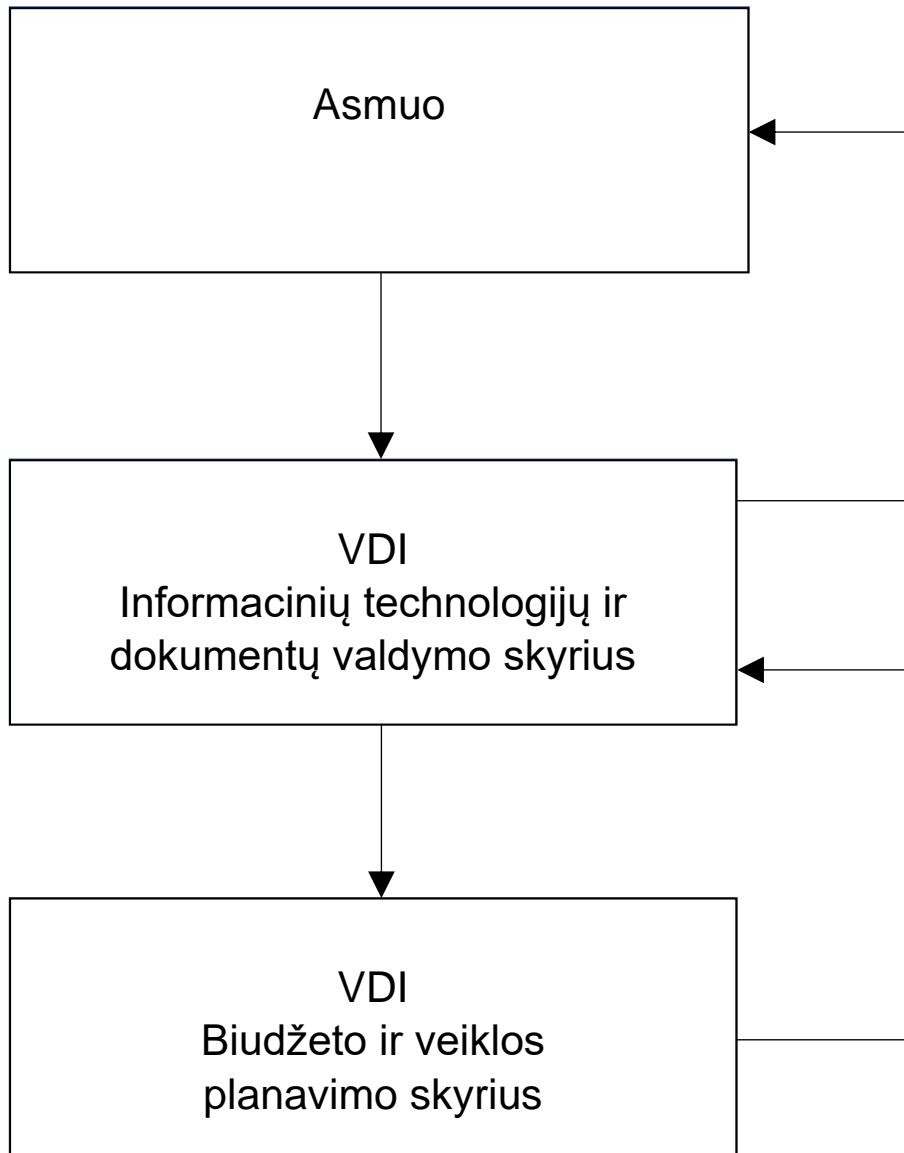 Asmuo
VDI
Informacinių technologijų ir
dokumentų valdymo skyrius
VDI
Biudžeto ir veiklos
planavimo skyrius